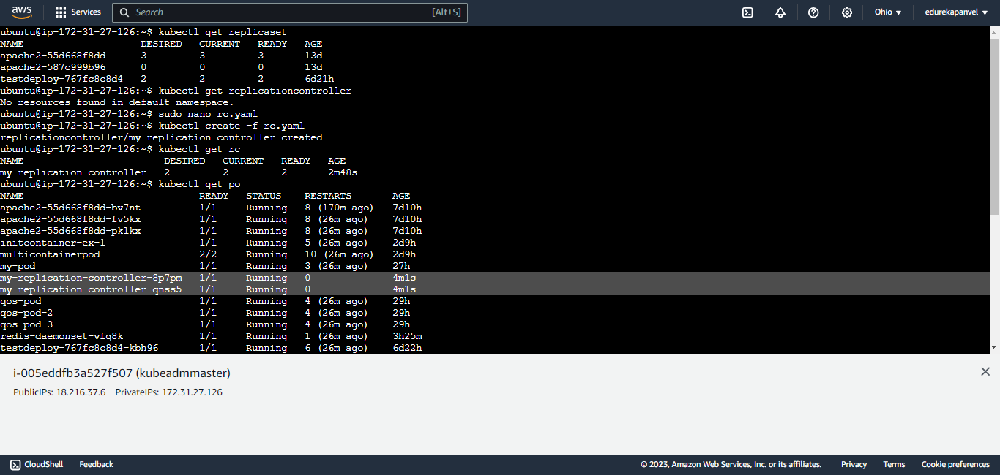 aws Services Search [Alt+S] Ohio edurekapanvel
ubuntu@ip-172-31-27-126:~$ kubectl get replicaset
NAME DESIRED CURRENT READY AGE
apache2-55d668f8dd 3 3 3 13d
apache2-587c999b96 0 0 0 13d
testdeploy-767fc8c8d4 2 2 2 6d21h
ubuntu@ip-172-31-27-126:~$ kubectl get replicationcontroller
No resources found in default namespace.
ubuntu@ip-172-31-27-126:~$ sudo nano rc.yaml
ubuntu@ip-172-31-27-126:~$ kubectl create -f rc.yaml
replicationcontroller/my-replication-controller created
ubuntu@ip-172-31-27-126:~$ kubectl get rc
NAME DESIRED CURRENT READY AGE
my-replication-controller 2 2 2 2m48s
ubuntu@ip-172-31-27-126:~$ kubectl get po
NAME READY STATUS RESTARTS AGE
apache2-55d668f8dd-bv7nt 1/1 Running 8 (170m ago) 7d10h
apache2-55d668f8dd-fv5kx 1/1 Running 8 (26m ago) 7d10h
apache2-55d668f8dd-pklkx 1/1 Running 8 (26m ago) 7d10h
initcontainer-ex-1 1/1 Running 5 (26m ago) 2d9h
multicontainerpod 2/2 Running 10 (26m ago) 2d9h
my-pod 1/1 Running 3 (26m ago) 27h
my-replication-controller-8p7pm 1/1 Running 0 4m1s
my-replication-controller-qnss5 1/1 Running 0 4m1s
qos-pod 1/1 Running 4 (26m ago) 29h
qos-pod-2 1/1 Running 4 (26m ago) 29h
qos-pod-3 1/1 Running 4 (26m ago) 29h
redis-daemonset-vfq8k 1/1 Running 1 (26m ago) 3h25m
testdeploy-767fc8c8d4-kbh96 1/1 Running 6 (26m ago) 6d22h
i-005eddfb3a527f507 (kubeadmmaster)
PublicIPs: 18.216.37.6 PrivateIPs: 172.31.27.126
CloudShell Feedback © 2023, Amazon Web Services, Inc. or its affiliates. Privacy Terms Cookie preferences